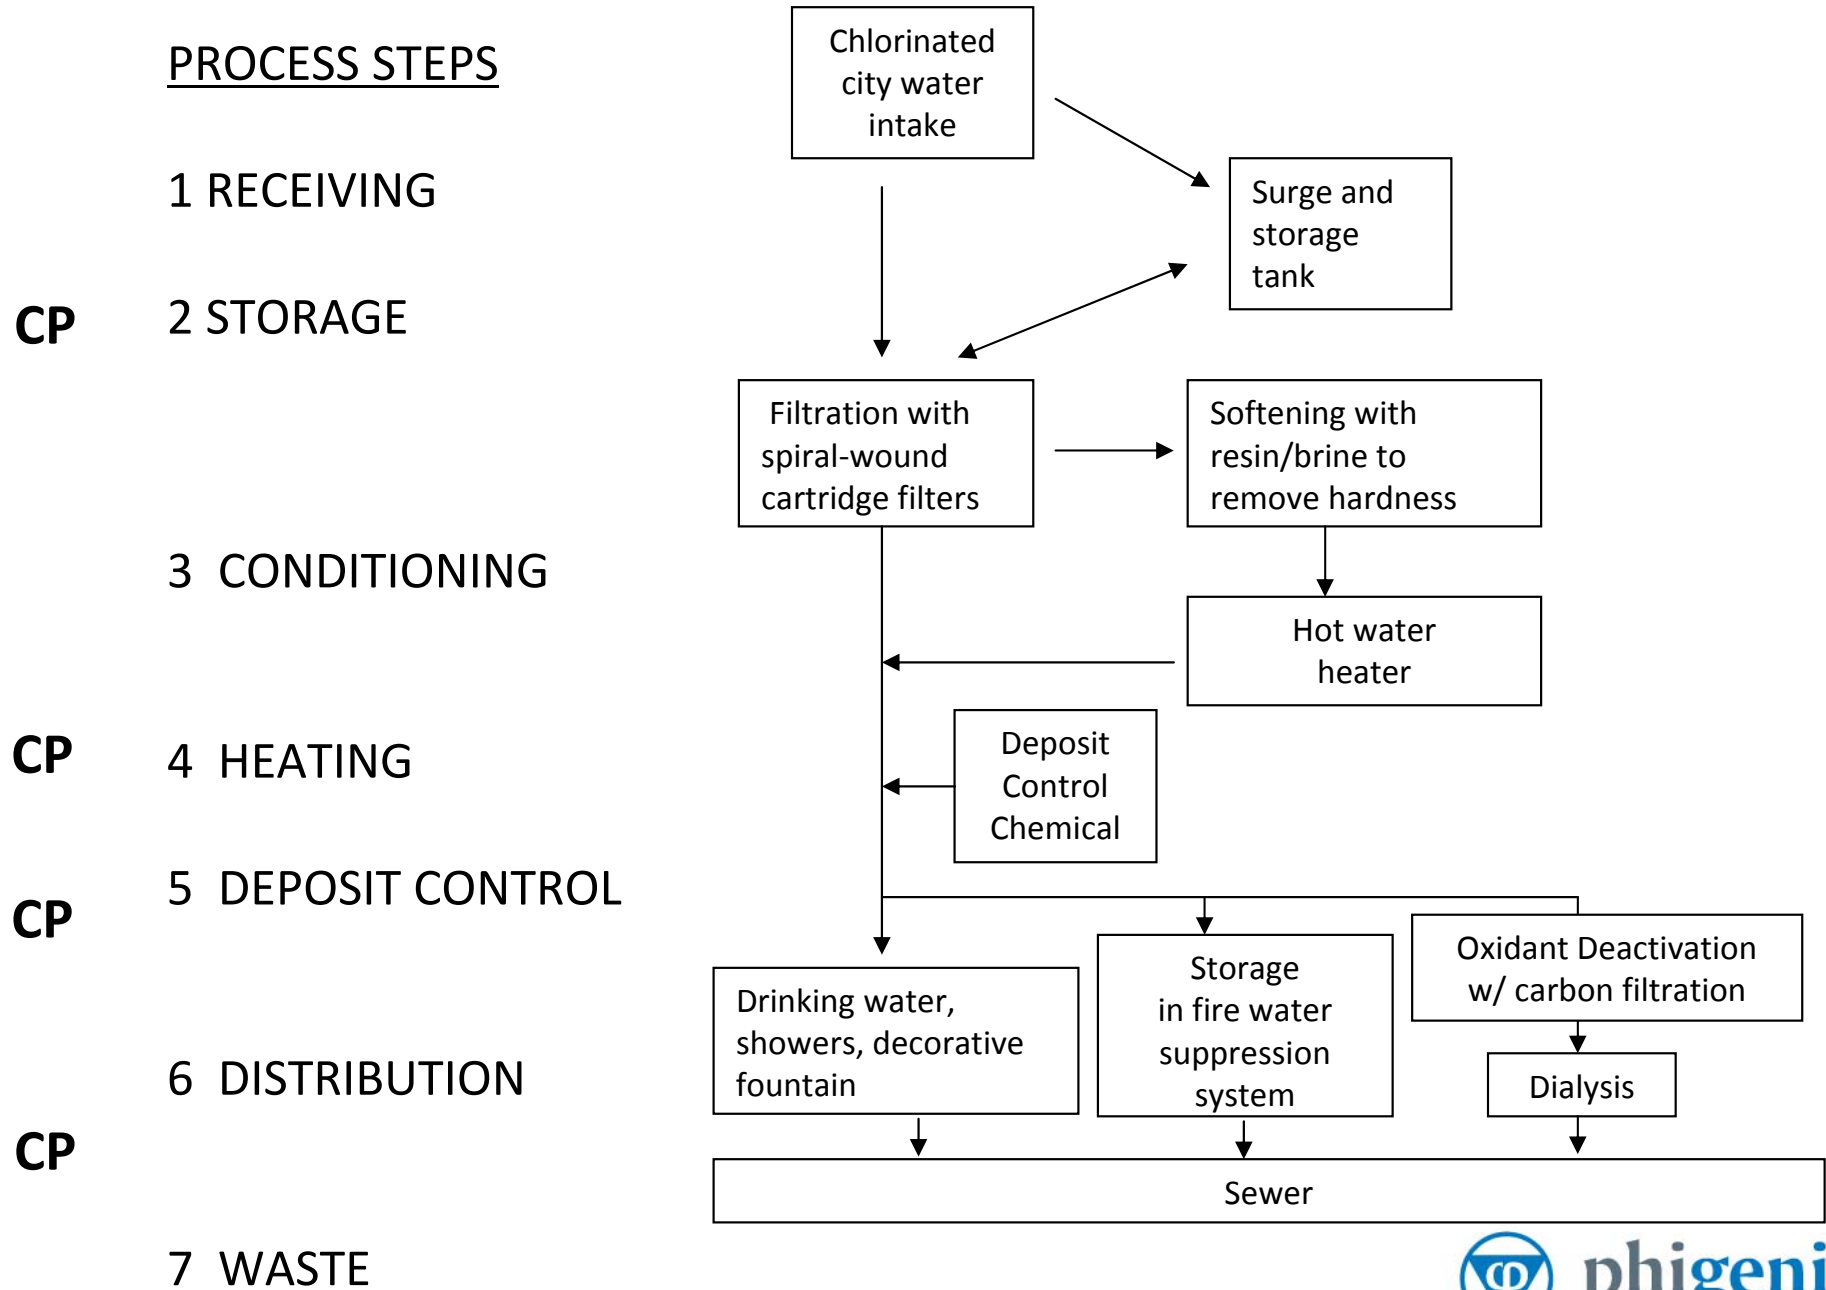 PROCESS STEPS
1 RECEIVING
CP
2 STORAGE
3 CONDITIONING
CP
4 HEATING
CP
5 DEPOSIT CONTROL
6 DISTRIBUTION
CP
7 WASTE
Chlorinated
city water
intake
Surge and
storage
tank
Filtration with
spiral-wound
cartridge filters
Softening with
resin/brine to
remove hardness
Hot water
heater
Deposit
Control
Chemical
Drinking water,
showers, decorative
fountain
Storage
in fire water
suppression
system
Oxidant Deactivation
w/ carbon filtration
Dialysis
Sewer
phigeni